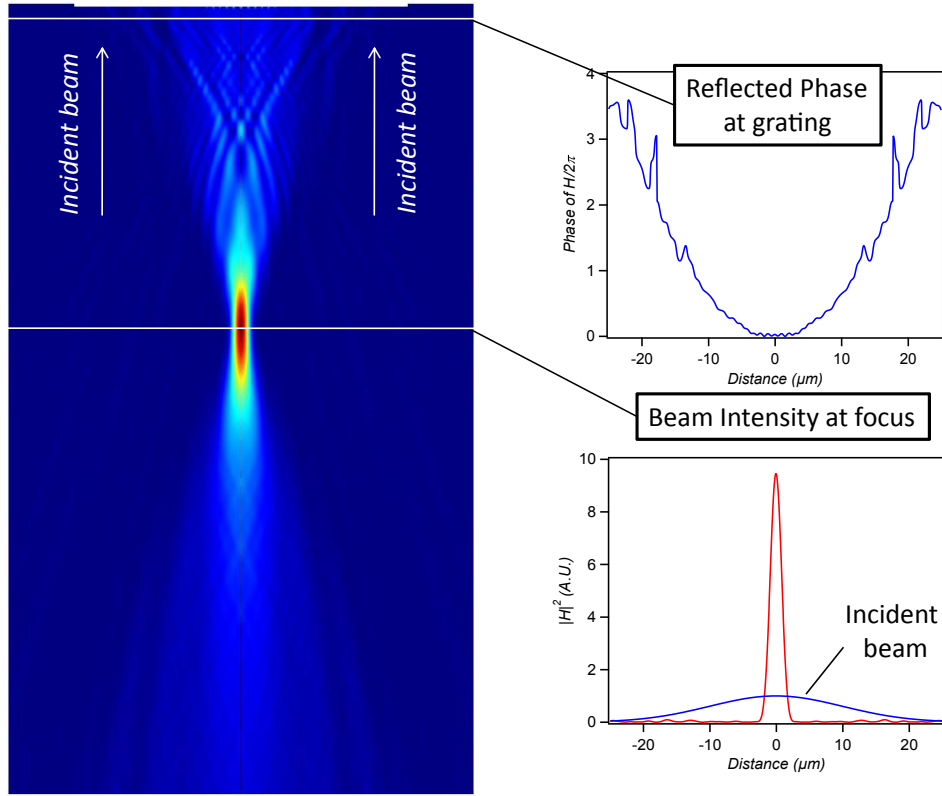 Incident beam
Incident beam
Reflected Phase
at grating
Phase of H/2π
4
3
2
1
0
-20
-10
0
10
20
Distance (μm)
Beam Intensity at focus
|H|² (A.U.)
10
8
6
4
2
0
Incident
beam
-20
-10
0
10
20
Distance (μm)